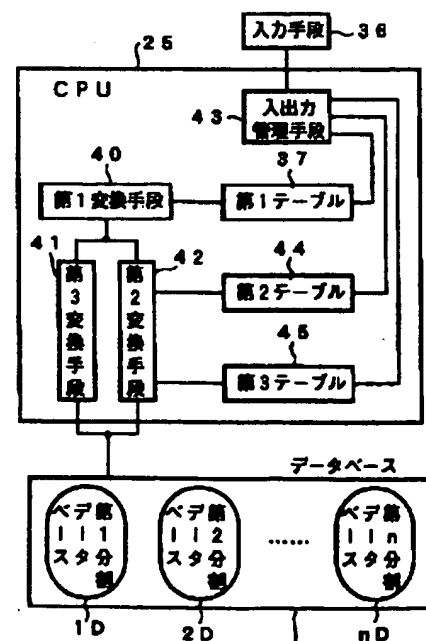 入力手段
36
25
CPU
43
入出力
管理手段
40
37
第1変換手段
第1テーブル
41
第3変換手段
42
第2変換手段
44
第2テーブル
45
第3テーブル
データベース
第1分割
データ
ベース
第2分割
データ
ベース
……
第n分割
データ
ベース
1D
2D
nD